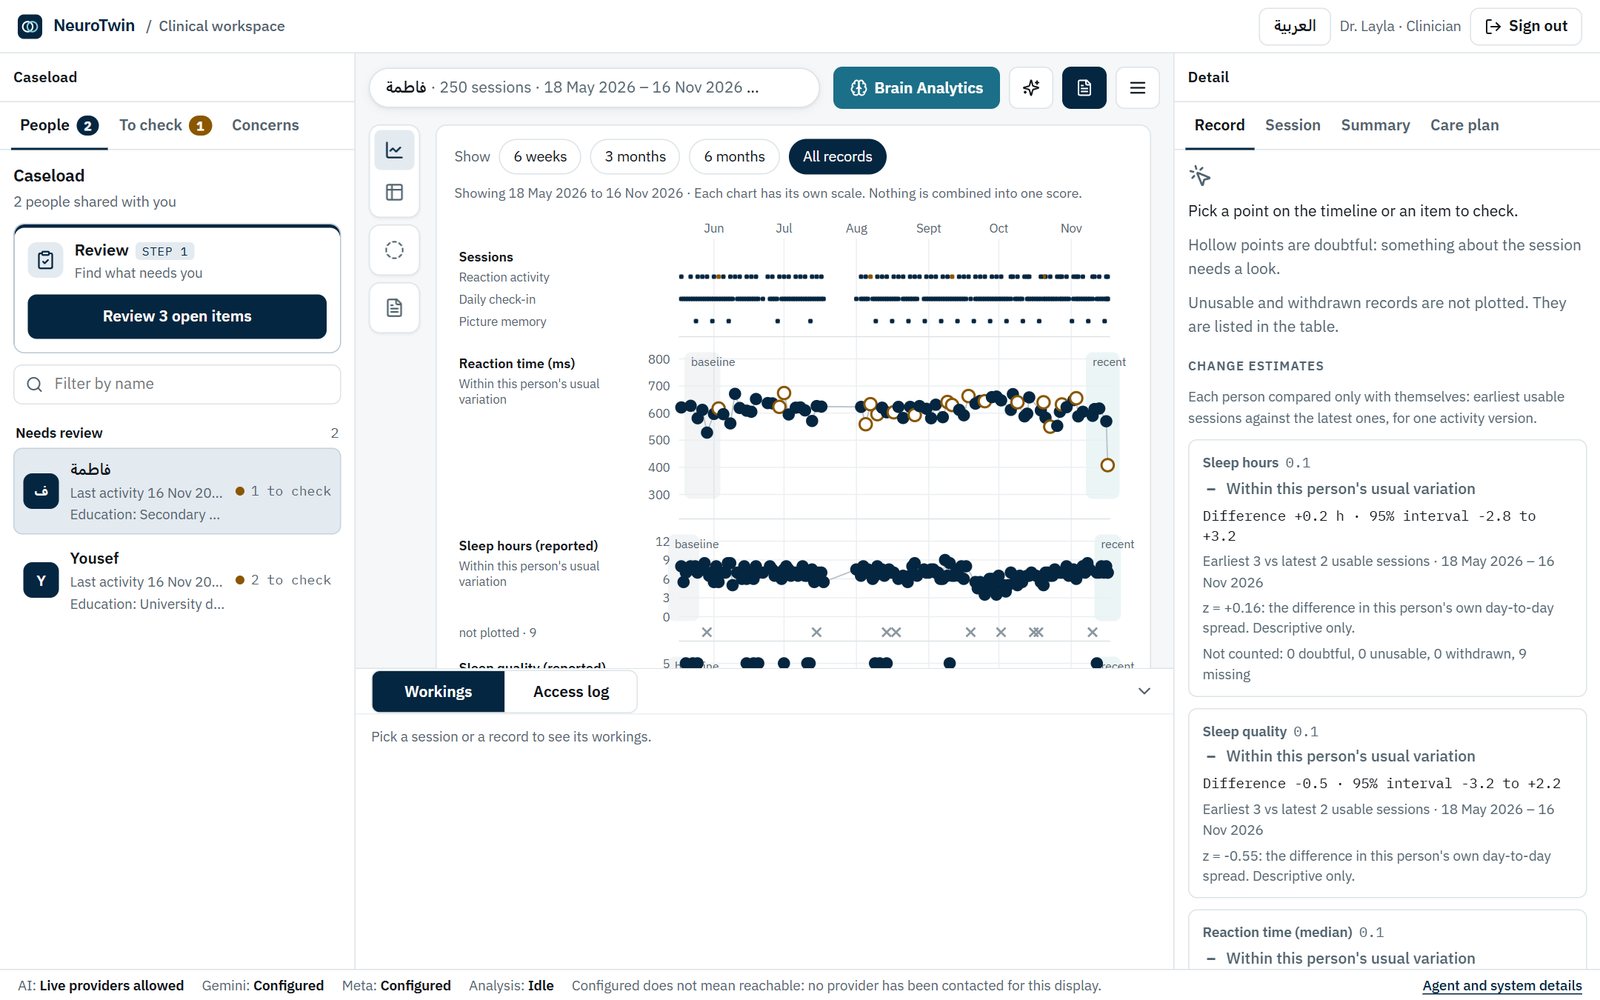 NeuroTwin / Clinical workspace
العربية
Dr. Layla · Clinician
Sign out
Caseload
People 2
To check 1
Concerns
Caseload
2 people shared with you
Review STEP 1
Find what needs you
Review 3 open items
Filter by name
Needs review 2
فاطمة
Last activity 16 Nov 20... 1 to check
Education: Secondary ...
ف
Yousef
Last activity 16 Nov 20... 2 to check
Education: University d...
Y
فاطمة · 250 sessions · 18 May 2026 – 16 Nov 2026 ...
Brain Analytics
Show 6 weeks 3 months 6 months All records
Showing 18 May 2026 to 16 Nov 2026 · Each chart has its own scale. Nothing is combined into one score.
Jun Jul Aug Sept Oct Nov
Sessions
Reaction activity
Daily check-in
Picture memory
Reaction time (ms)
Within this person's usual
variation
800
700
600
500
400
300
baseline
recent
Sleep hours (reported)
Within this person's usual
variation
12
9
6
3
0
baseline
recent
not plotted · 9
Sleep quality (reported)
5
recent
Workings
Access log
Pick a session or a record to see its workings.
Detail
Record Session Summary Care plan
Pick a point on the timeline or an item to check.
Hollow points are doubtful: something about the session
needs a look.
Unusable and withdrawn records are not plotted. They
are listed in the table.
CHANGE ESTIMATES
Each person compared only with themselves: earliest usable
sessions against the latest ones, for one activity version.
Sleep hours 0.1
– Within this person's usual variation
Difference +0.2 h · 95% interval -2.8 to
+3.2
Earliest 3 vs latest 2 usable sessions · 18 May 2026 – 16
Nov 2026
z = +0.16: the difference in this person's own day-to-day
spread. Descriptive only.
Not counted: 0 doubtful, 0 unusable, 0 withdrawn, 9
missing
Sleep quality 0.1
– Within this person's usual variation
Difference -0.5 · 95% interval -3.2 to +2.2
Earliest 3 vs latest 2 usable sessions · 18 May 2026 – 16
Nov 2026
z = -0.55: the difference in this person's own day-to-day
spread. Descriptive only.
Reaction time (median) 0.1
– Within this person's usual variation
AI: Live providers allowed Gemini: Configured Meta: Configured Analysis: Idle Configured does not mean reachable: no provider has been contacted for this display.
Agent and system details